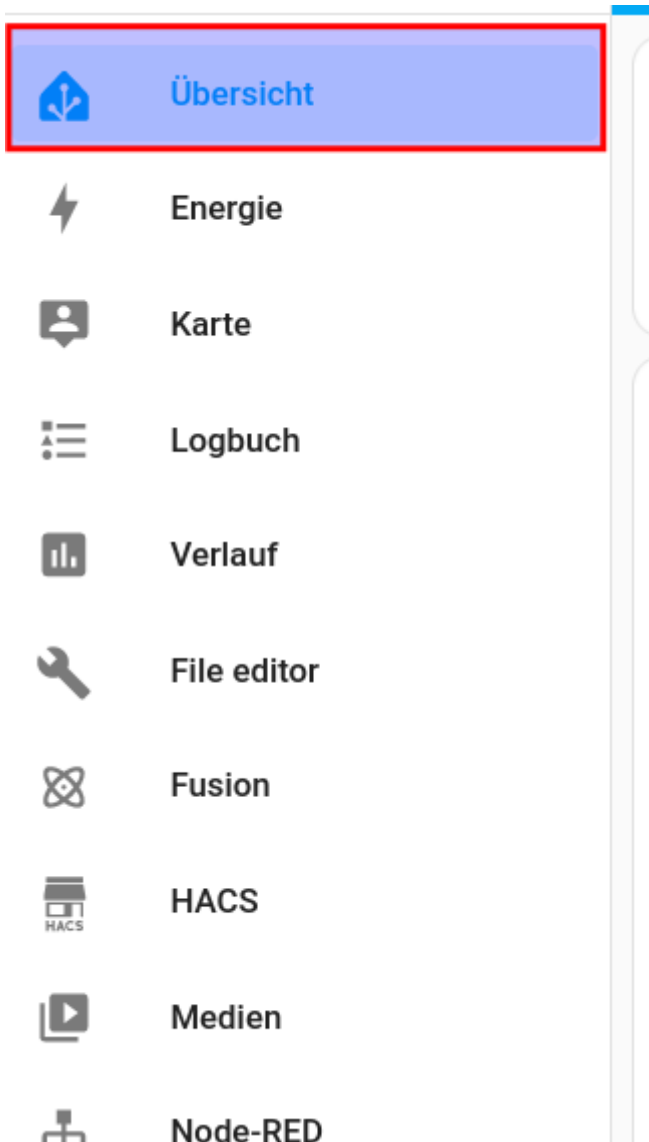 Übersicht
Energie
Karte
Logbuch
Verlauf
File editor
Fusion
HACS
HACS
Medien
Node-RED